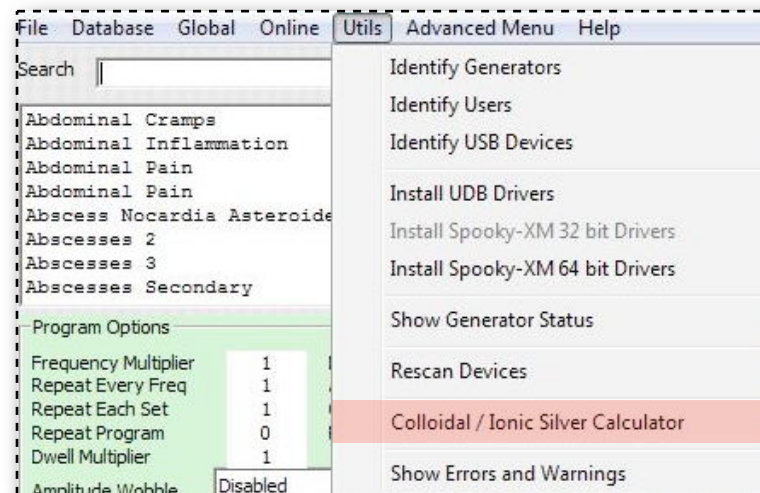 File Database Global Online Utils Advanced Menu Help
Search
Abdominal Cramps
Abdominal Inflammation
Abdominal Pain
Abdominal Pain
Abscess Nocardia Asteroide
Abscesses 2
Abscesses 3
Abscesses Secondary
Program Options
Frequency Multiplier 1
Repeat Every Freq 1
Repeat Each Set 1
Repeat Program 0
Dwell Multiplier 1
Amplitude Wobble Disabled
Identify Generators
Identify Users
Identify USB Devices
Install UDB Drivers
Install Spooky-XM 32 bit Drivers
Install Spooky-XM 64 bit Drivers
Show Generator Status
Rescan Devices
Colloidal / Ionic Silver Calculator
Show Errors and Warnings